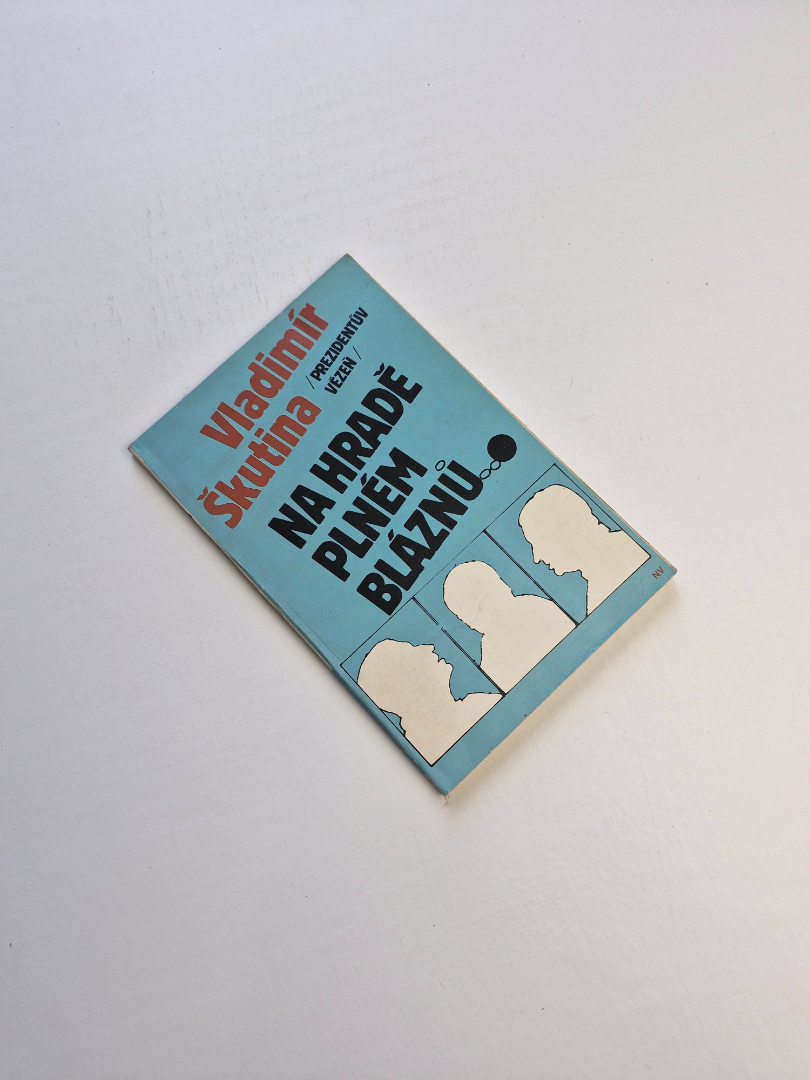 Vladimír
Škutina
/PREZIDENTŮV
VĚZEŇ/
NA HRADĚ
PLNÉM
BLÁZNŮ
NV